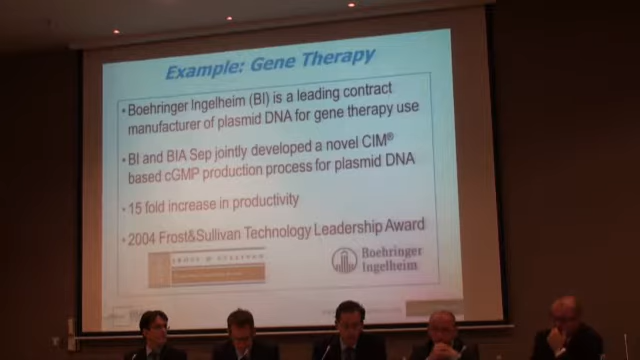 Example: Gene Therapy
• Boehringer Ingelheim (BI) is a leading contract
manufacturer of plasmid DNA for gene therapy use
• BI and BIA Sep jointly developed a novel CIM®
based cGMP production process for plasmid DNA
• 15 fold increase in productivity
• 2004 Frost&Sullivan Technology Leadership Award
FROST & SULLIVAN
Boehringer
Ingelheim